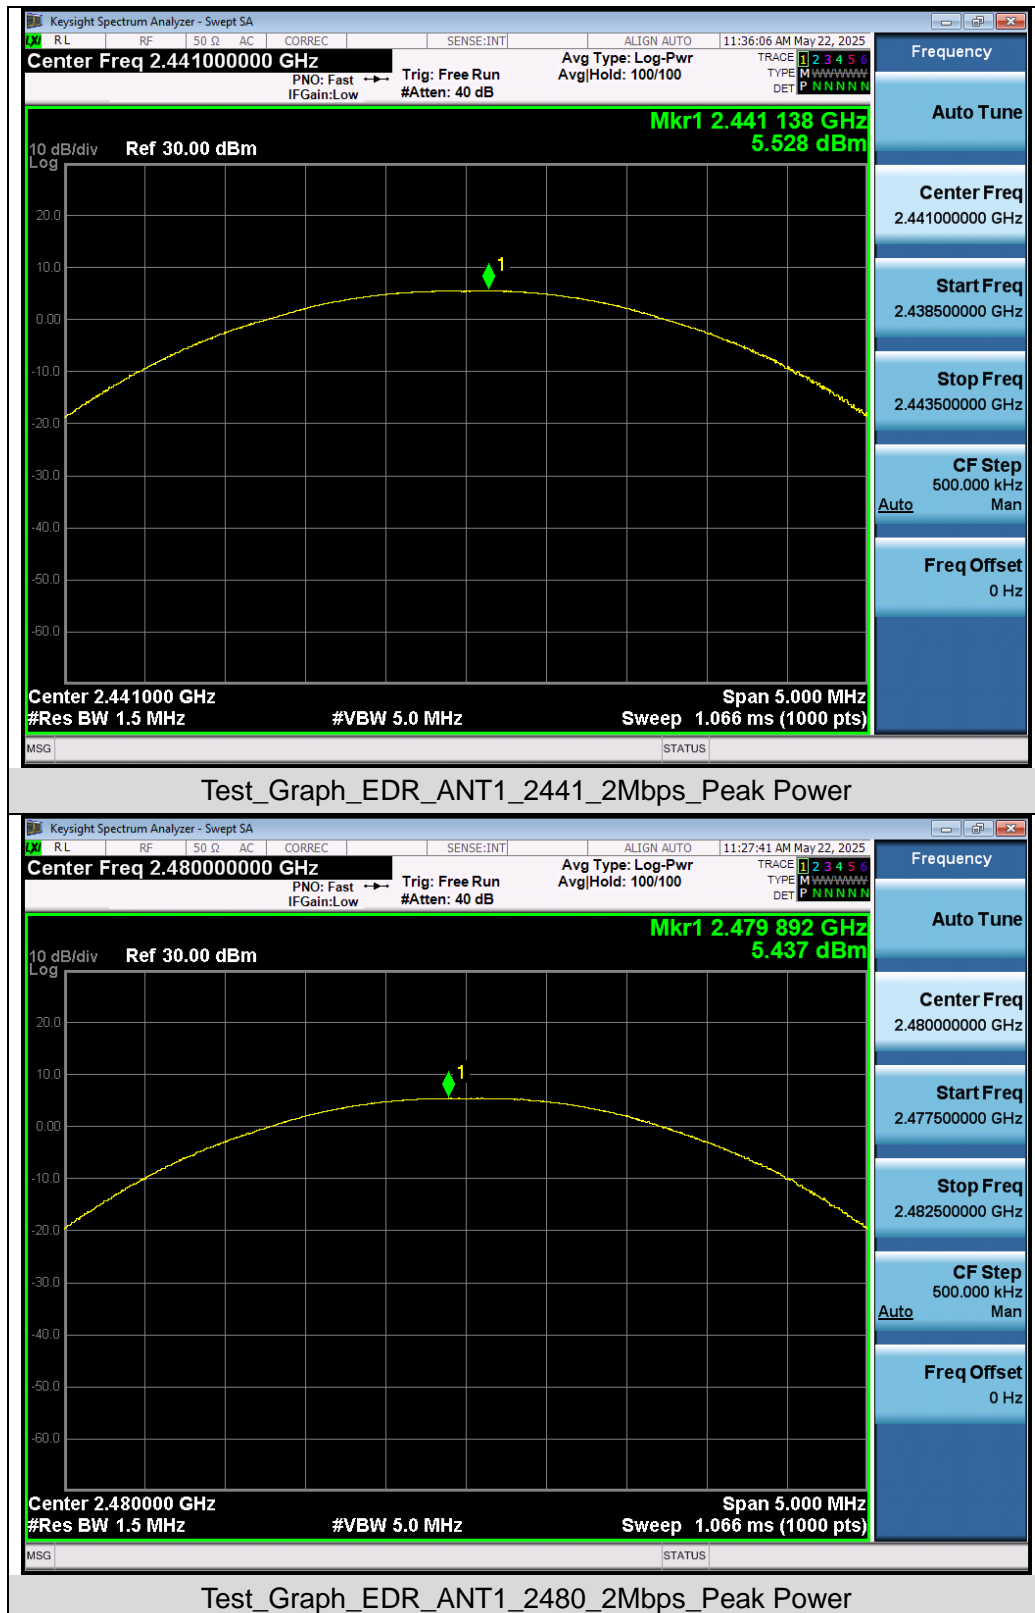 Keysight Spectrum Analyzer - Swept SA
LXI RL RF 50 Ω AC CORREC SENSE:INT ALIGN AUTO 11:36:06 AM May 22, 2025
Center Freq 2.441000000 GHz
PNO: Fast
IFGain:Low
Trig: Free Run
#Atten: 40 dB
Avg Type: Log-Pwr
Avg|Hold: 100/100
TRACE 1 2 3 4 5 6
TYPE M WWWWW
DET P N N N N N
Mkr1 2.441 138 GHz
5.528 dBm
10 dB/div Ref 30.00 dBm
Log
20.0
1
10.0
0.00
-10.0
-20.0
-30.0
-40.0
-50.0
-60.0
Center 2.441000 GHz Span 5.000 MHz
#Res BW 1.5 MHz #VBW 5.0 MHz Sweep 1.066 ms (1000 pts)
MSG STATUS
Frequency
Auto Tune
Center Freq
2.441000000 GHz
Start Freq
2.438500000 GHz
Stop Freq
2.443500000 GHz
CF Step
500.000 kHz
Auto Man
Freq Offset
0 Hz
Test_Graph_EDR_ANT1_2441_2Mbps_Peak Power
Keysight Spectrum Analyzer - Swept SA
LXI RL RF 50 Ω AC CORREC SENSE:INT ALIGN AUTO 11:27:41 AM May 22, 2025
Center Freq 2.480000000 GHz
PNO: Fast
IFGain:Low
Trig: Free Run
#Atten: 40 dB
Avg Type: Log-Pwr
Avg|Hold: 100/100
TRACE 1 2 3 4 5 6
TYPE M WWWWW
DET P N N N N N
Mkr1 2.479 892 GHz
5.437 dBm
10 dB/div Ref 30.00 dBm
Log
20.0
1
10.0
0.00
-10.0
-20.0
-30.0
-40.0
-50.0
-60.0
Center 2.480000 GHz Span 5.000 MHz
#Res BW 1.5 MHz #VBW 5.0 MHz Sweep 1.066 ms (1000 pts)
MSG STATUS
Frequency
Auto Tune
Center Freq
2.480000000 GHz
Start Freq
2.477500000 GHz
Stop Freq
2.482500000 GHz
CF Step
500.000 kHz
Auto Man
Freq Offset
0 Hz
Test_Graph_EDR_ANT1_2480_2Mbps_Peak Power